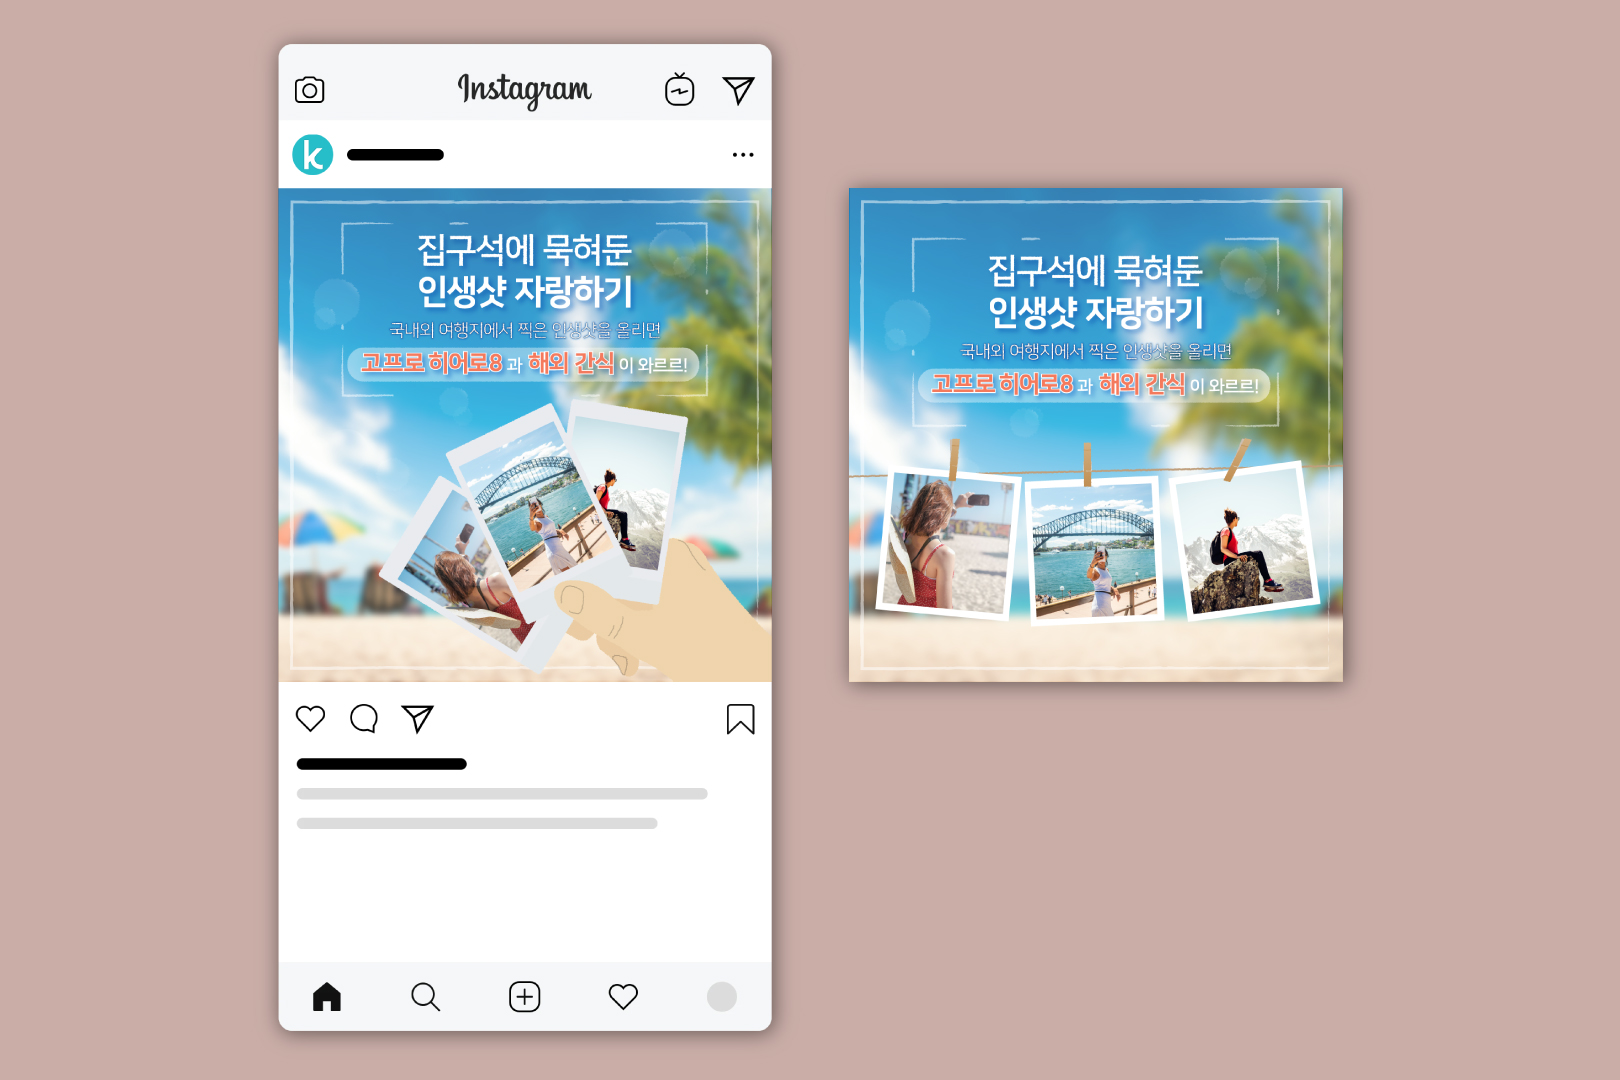 Instagram
k
집구석에 묵혀둔
인생샷 자랑하기
국내외 여행지에서 찍은 인생샷을 올리면
고프로 히어로8 과 해외 간식 이 와르르!
집구석에 묵혀둔
인생샷 자랑하기
국내외 여행지에서 찍은 인생샷을 올리면
고프로 히어로8 과 해외 간식 이 와르르!